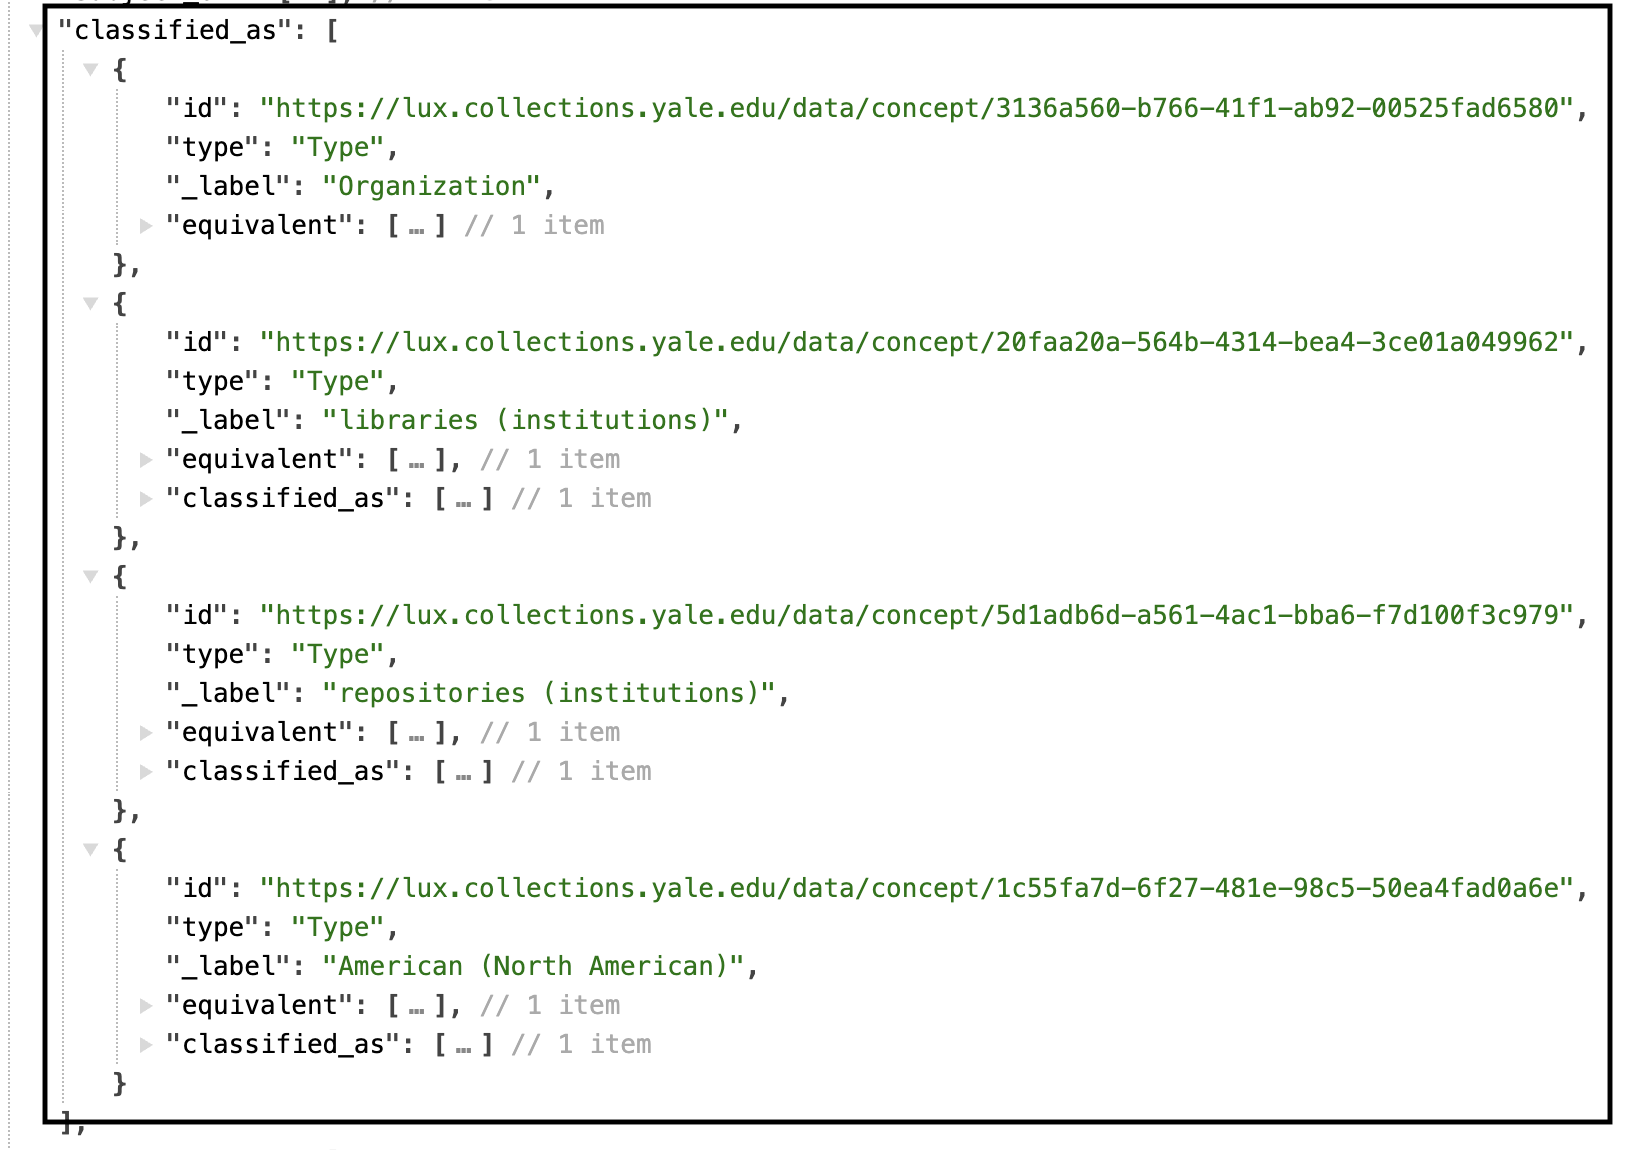 "classified_as": [
{
"id": "https://lux.collections.yale.edu/data/concept/3136a560-b766-41f1-ab92-00525fad6580",
"type": "Type",
"_label": "Organization",
"equivalent": [ … ] // 1 item
},
{
"id": "https://lux.collections.yale.edu/data/concept/20faa20a-564b-4314-bea4-3ce01a049962",
"type": "Type",
"_label": "libraries (institutions)",
"equivalent": [ … ], // 1 item
"classified_as": [ … ] // 1 item
},
{
"id": "https://lux.collections.yale.edu/data/concept/5d1adb6d-a561-4ac1-bba6-f7d100f3c979",
"type": "Type",
"_label": "repositories (institutions)",
"equivalent": [ … ], // 1 item
"classified_as": [ … ] // 1 item
},
{
"id": "https://lux.collections.yale.edu/data/concept/1c55fa7d-6f27-481e-98c5-50ea4fad0a6e",
"type": "Type",
"_label": "American (North American)",
"equivalent": [ … ], // 1 item
"classified_as": [ … ] // 1 item
}
],